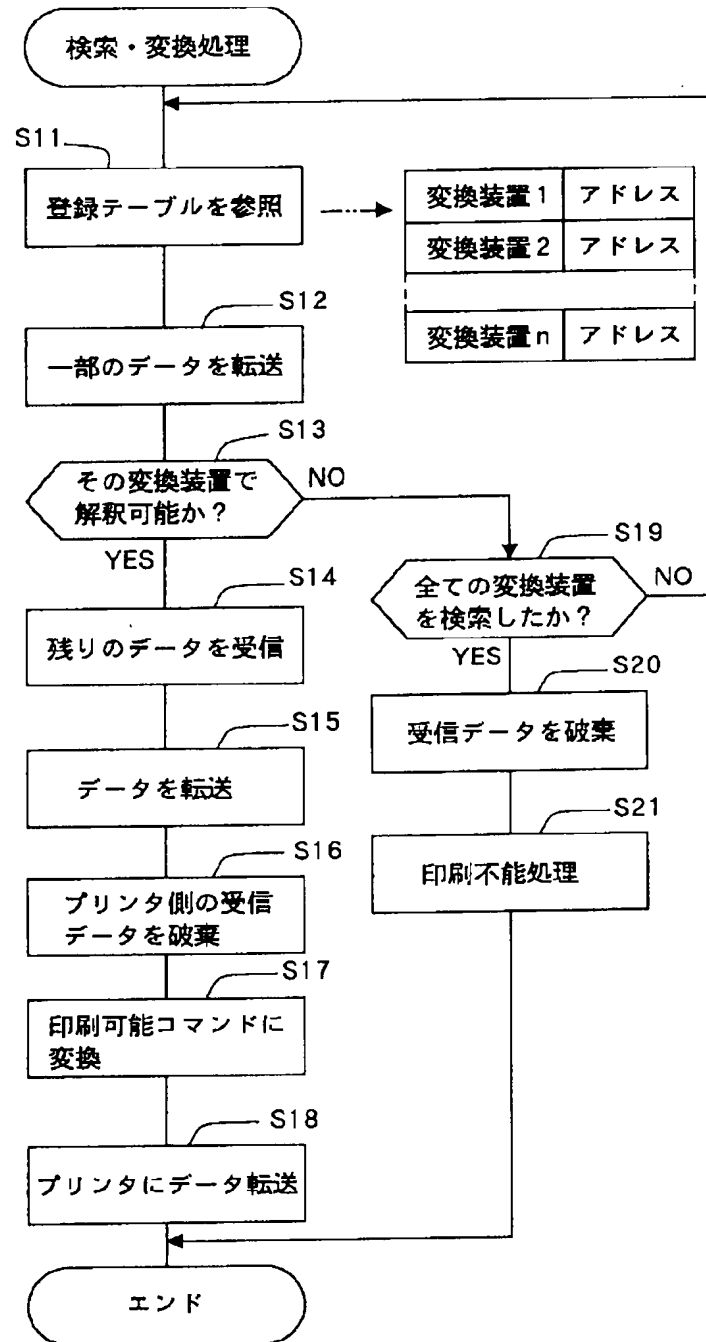 検索・変換処理
S11
登録テーブルを参照
変換装置1 アドレス
変換装置2 アドレス
変換装置n アドレス
S12
一部のデータを転送
S13
その変換装置で
解釈可能か?
NO
YES
S14
残りのデータを受信
S15
データを転送
S16
プリンタ側の受信
データを破棄
S17
印刷可能コマンドに
変換
S18
プリンタにデータ転送
S19
全ての変換装置
を検索したか?
NO
YES
S20
受信データを破棄
S21
印刷不能処理
エンド